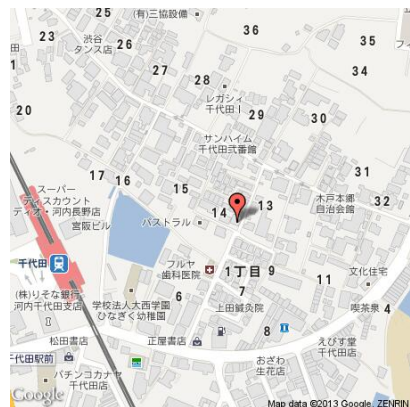 (有)三協設備
36
25
35
23
渋谷
タンス店
26
27
34
28
レガシィ
千代田I
20
29
30
サンハイム
千代田弐番館
31
17
16
スーパー
ディスカウント
ディオ・河内長野店
宮阪ビル
15
木戸本郷
自治会館
32
14
13
パストラル
千代田
フルヤ
歯科医院
1丁目
9
文化住宅
11
(株)りそな銀行
河内千代田支店
学校法人大西学園
ひなぎく幼稚園
6
7
上田鍼灸院
喫茶泉
4
8
松田書店
正屋書店
えびす堂
千代田店
千代田駅前
おざわ
生花店
パチンコカナヤ
千代田店
Google
Map data ©2013 Google, ZENRIN